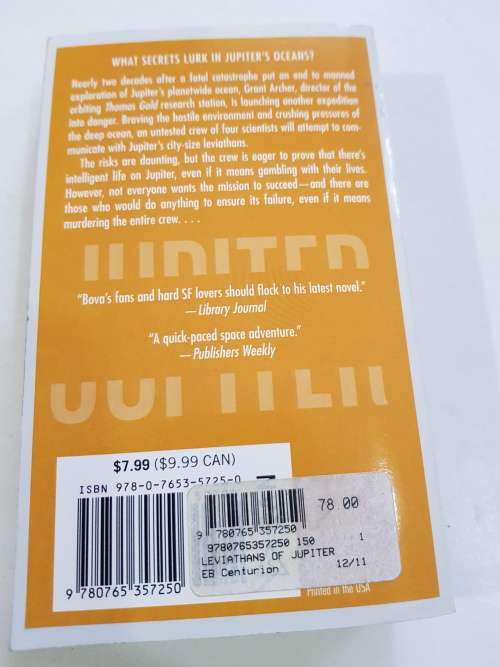 WHAT SECRETS LURK IN JUPITER'S OCEANS?
Nearly two decades after a fatal catastrophe put an end to manned
exploration of Jupiter's planetwide ocean, Grant Archer, director of the
orbiting Thomas Gold research station, is launching another expedition
into danger. Braving the hostile environment and crushing pressures of
the deep ocean, an untested crew of four scientists will attempt to com-
municate with Jupiter's city-size leviathans.
The risks are daunting, but the crew is eager to prove that there's
intelligent life on Jupiter, even if it means gambling with their lives.
However, not everyone wants the mission to succeed—and there are
those who would do anything to ensure its failure, even if it means
murdering the entire crew. . . .
"Bova's fans and hard SF lovers should flock to his latest novel."
—Library Journal
"A quick-paced space adventure."
—Publishers Weekly
$7.99 ($9.99 CAN)
ISBN 978-0-7653-5725-0
9 780765 357250
78.00
9 780765 357250
9780765357250 150 1
LEVIATHANS OF JUPITER
EB Centurion 12/11
Printed in the USA